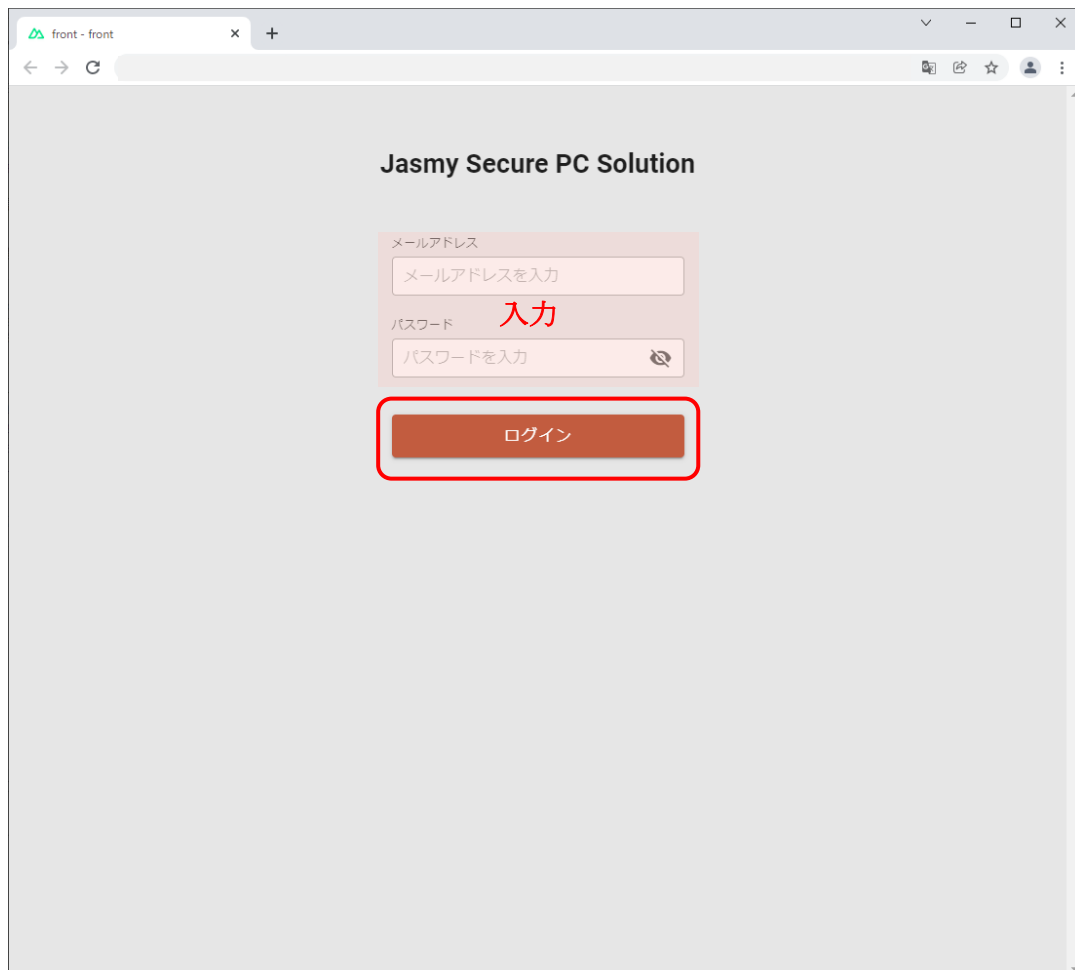 front - front
Jasmy Secure PC Solution
メールアドレス
メールアドレスを入力
入力
パスワード
パスワードを入力
ログイン